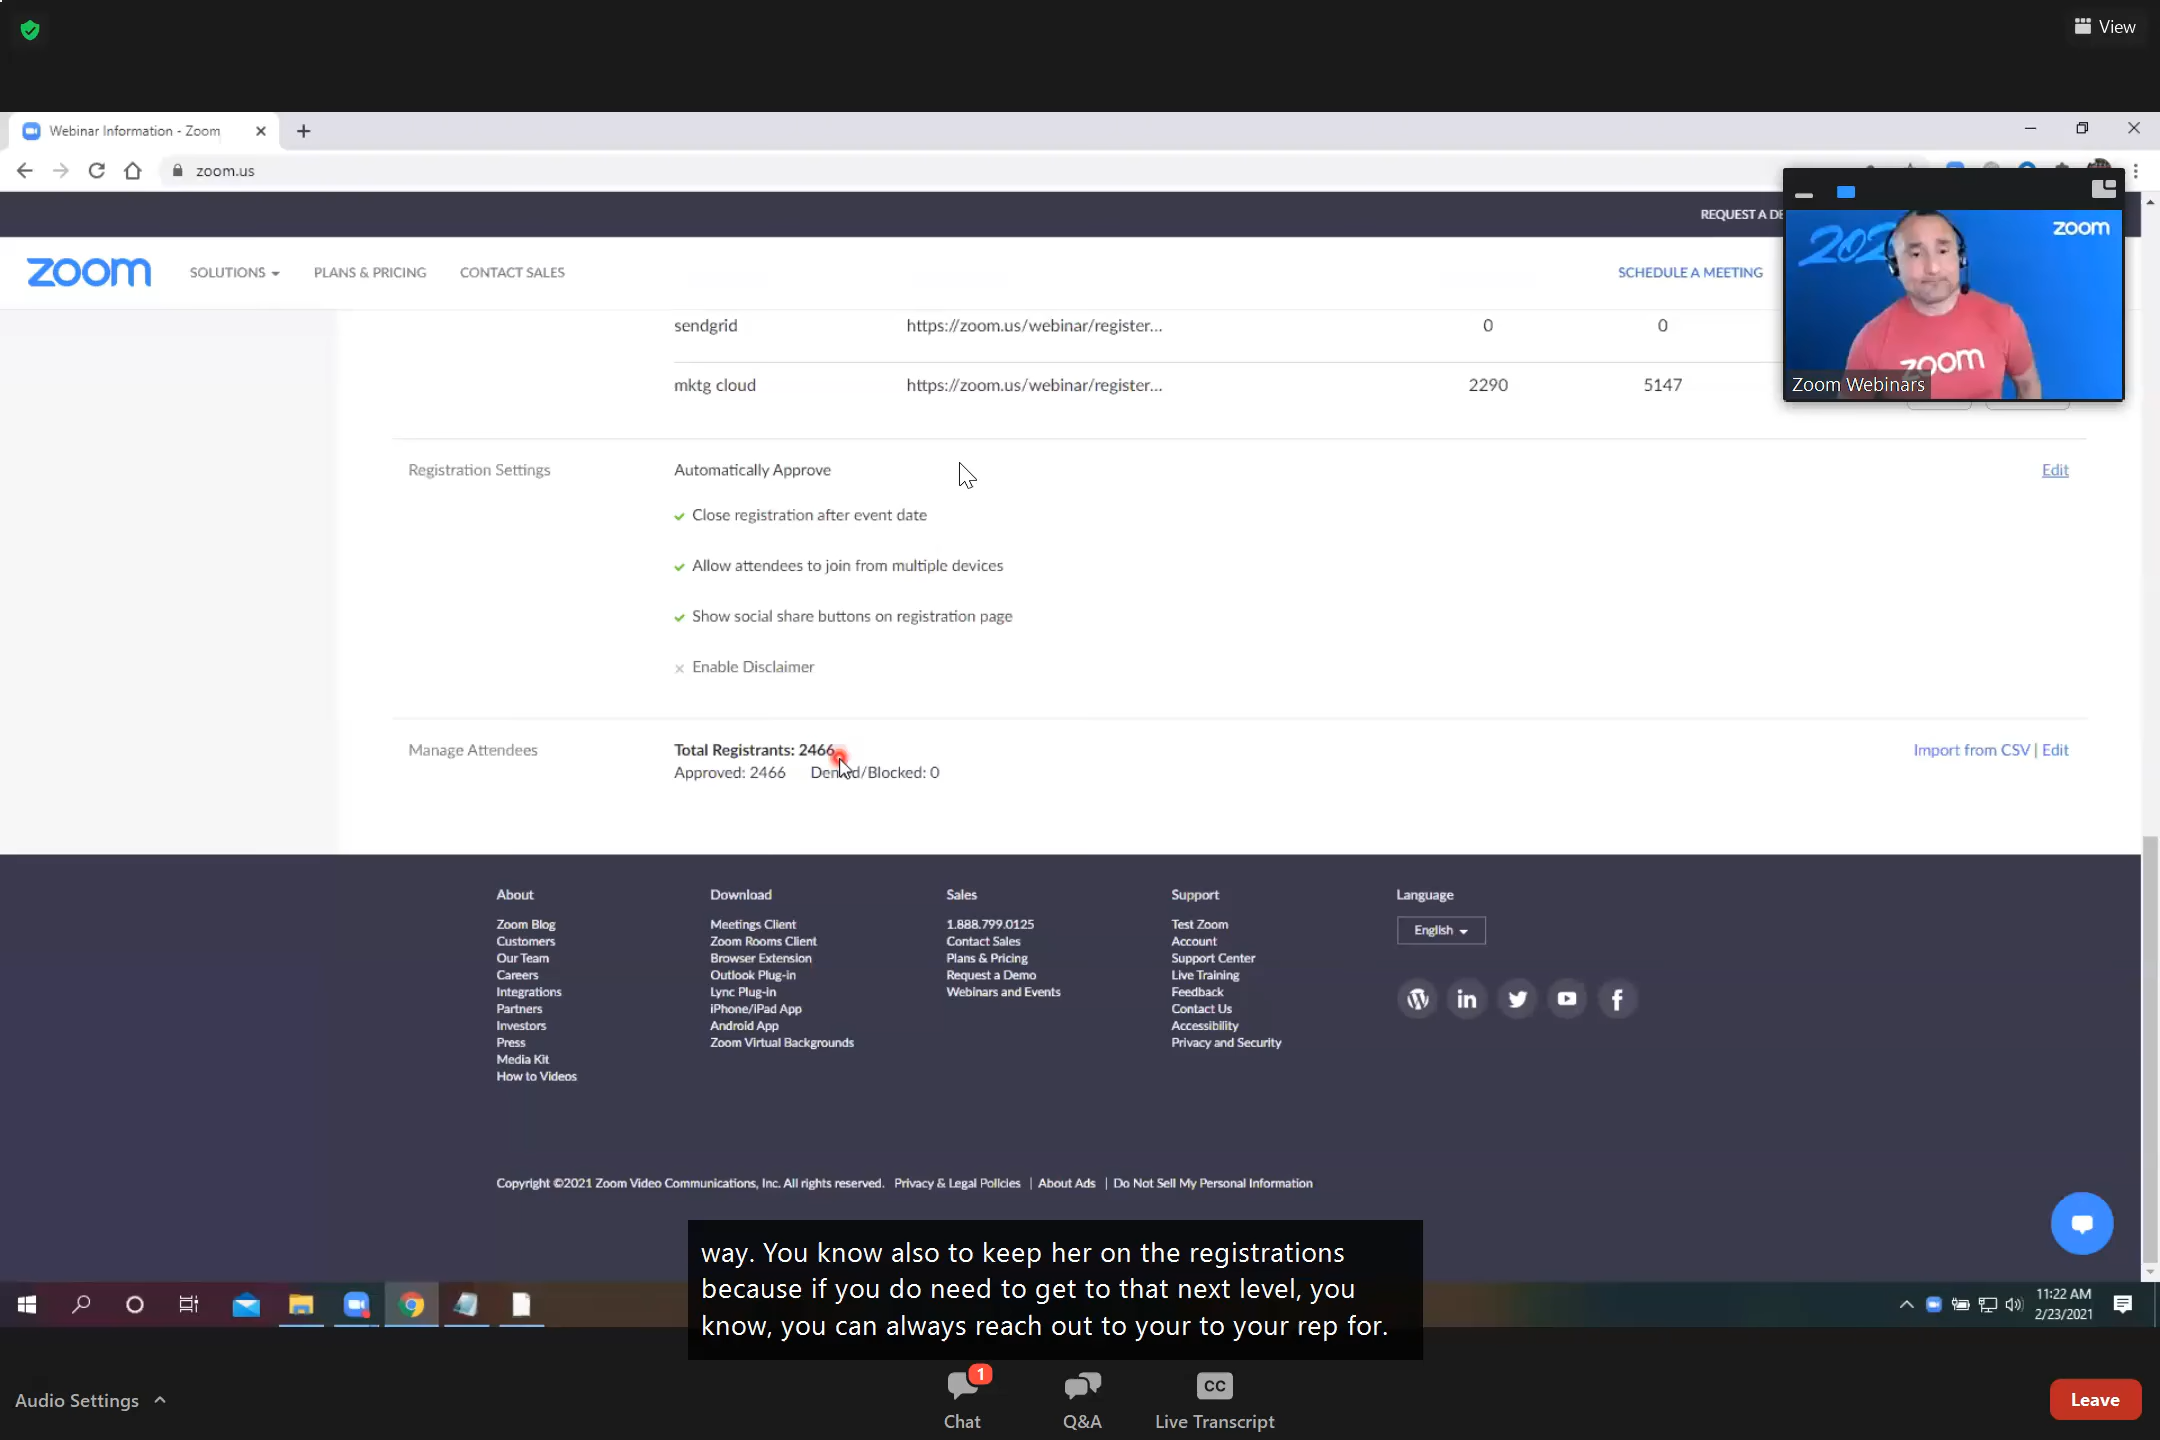 View
Webinar Information - Zoom
zoom.us
REQUEST A DE
zoom
SOLUTIONS
PLANS & PRICING
CONTACT SALES
SCHEDULE A MEETING
202
zoom
zoom
Zoom Webinars
sendgrid https://zoom.us/webinar/register... 0 0
mktg cloud https://zoom.us/webinar/register... 2290 5147
Registration Settings Automatically Approve Edit
Close registration after event date
Allow attendees to join from multiple devices
Show social share buttons on registration page
Enable Disclaimer
Manage Attendees Total Registrants: 2466 Import from CSV | Edit
Approved: 2466 Denied/Blocked: 0
About
Zoom Blog
Customers
Our Team
Careers
Integrations
Partners
Investors
Press
Media Kit
How to Videos
Download
Meetings Client
Zoom Rooms Client
Browser Extension
Outlook Plug-in
Lync Plug-in
iPhone/iPad App
Android App
Zoom Virtual Backgrounds
Sales
1.888.799.0125
Contact Sales
Plans & Pricing
Request a Demo
Webinars and Events
Support
Test Zoom
Account
Support Center
Live Training
Feedback
Contact Us
Accessibility
Privacy and Security
Language
English
Copyright ©2021 Zoom Video Communications, Inc. All rights reserved. Privacy & Legal Policies | About Ads | Do Not Sell My Personal Information
way. You know also to keep her on the registrations
because if you do need to get to that next level, you
know, you can always reach out to your to your rep for.
11:22 AM
2/23/2021
Audio Settings
1
Chat
Q&A
CC
Live Transcript
Leave